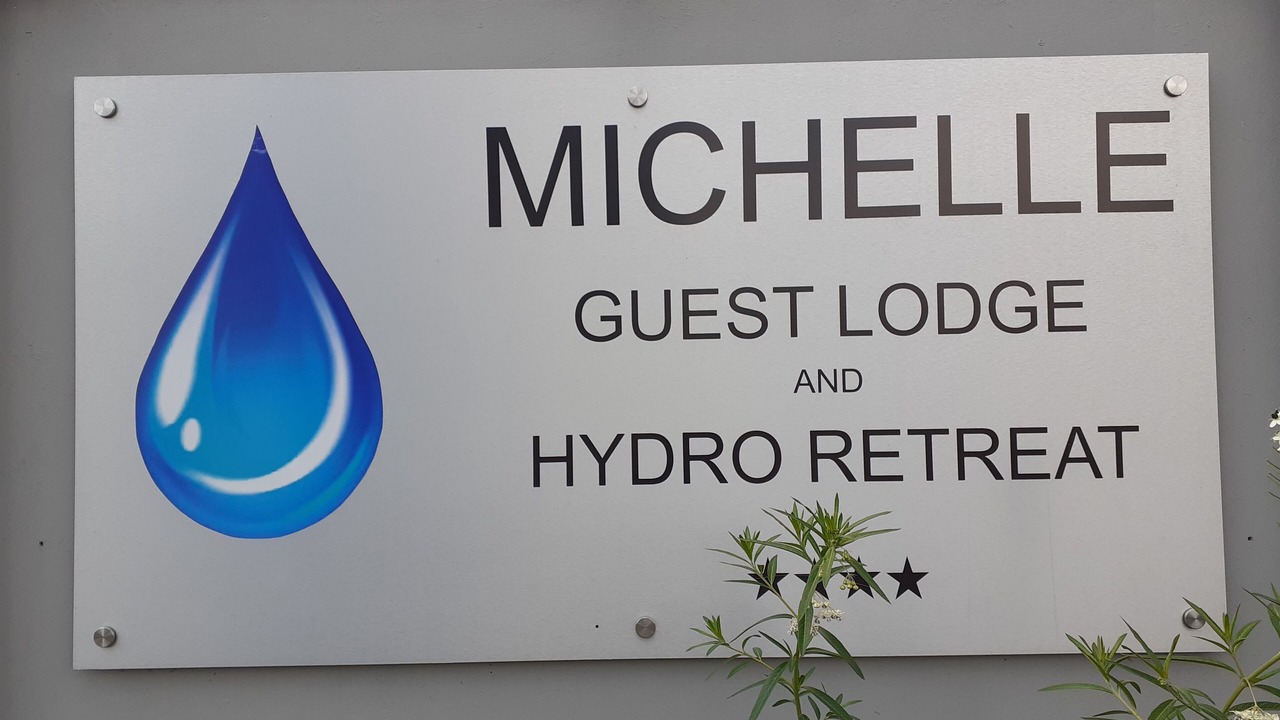 MICHELLE
GUEST LODGE
AND
HYDRO RETREAT